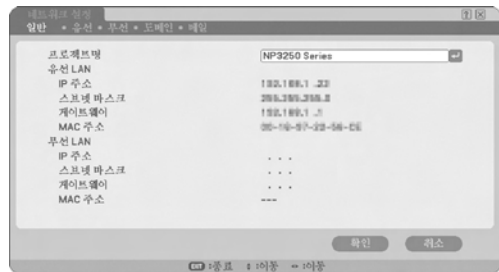 네트워크 설정
일반 • 유선 • 무선 • 도메인 • 메일
프로젝트명 NP3250 Series
유선 LAN
IP 주소
스브넷 마스크
게이트웨이
MAC 주소
무선 LAN
IP 주소 . . .
스브넷 마스크 . . .
게이트웨이 . . .
MAC 주소 ---
확인 취소
EXIT :종료 :이동 :이동